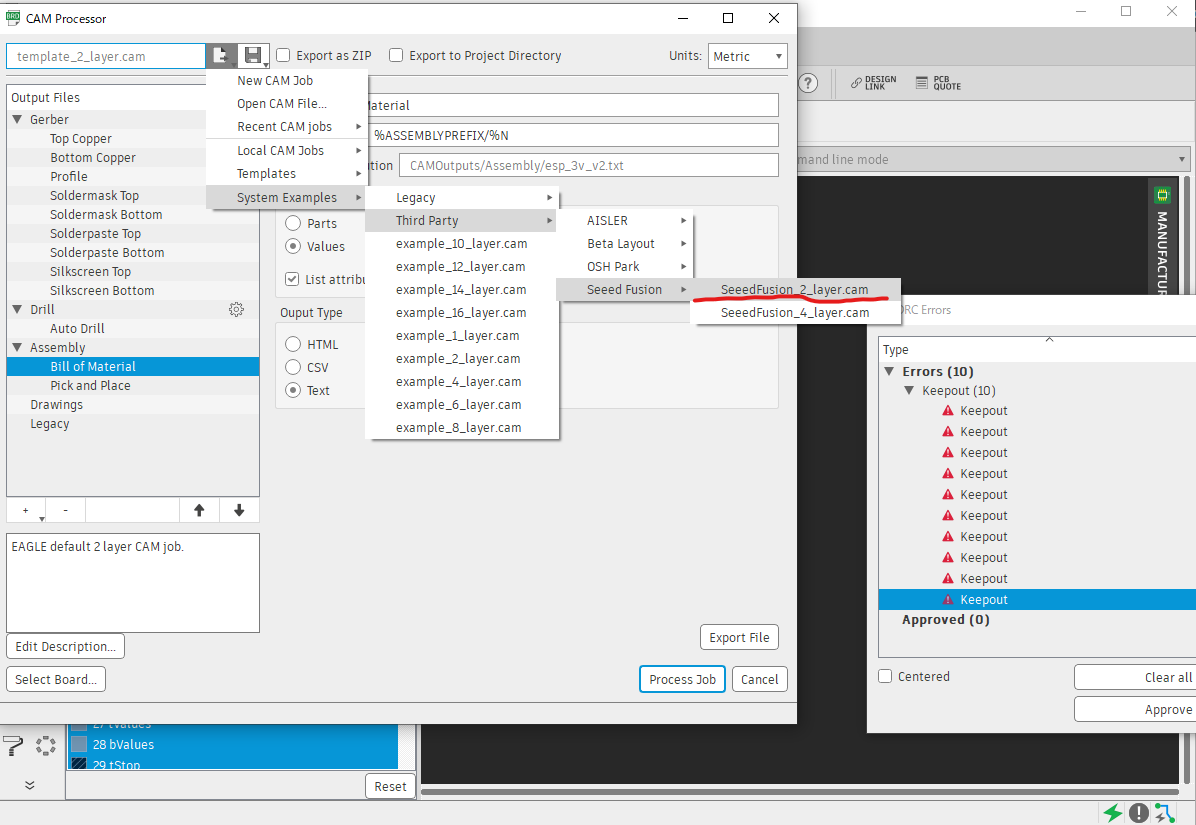 CAM Processor
template_2_layer.cam
Export as ZIP
Export to Project Directory
Units:
Metric
Output Files
Gerber
Top Copper
Bottom Copper
Profile
Soldermask Top
Soldermask Bottom
Solderpaste Top
Solderpaste Bottom
Silkscreen Top
Silkscreen Bottom
Drill
Auto Drill
Assembly
Bill of Material
Pick and Place
Drawings
Legacy
+
-
EAGLE default 2 layer CAM job.
Edit Description...
Select Board...
New CAM Job
Open CAM File...
Recent CAM jobs
Local CAM Jobs
Templates
System Examples
Material
%ASSEMBLYPREFIX/%N
tion
CAMOutputs/Assembly/esp_3v_v2.txt
Parts
Values
List attribu
Ouput Type
HTML
CSV
Text
Legacy
Third Party
example_10_layer.cam
example_12_layer.cam
example_14_layer.cam
example_16_layer.cam
example_1_layer.cam
example_2_layer.cam
example_4_layer.cam
example_6_layer.cam
example_8_layer.cam
AISLER
Beta Layout
OSH Park
Seeed Fusion
SeeedFusion_2_layer.cam
SeeedFusion_4_layer.cam
Export File
Process Job
Cancel
?
DESIGN
LINK
PCB
QUOTE
mand line mode
MANUFACTUR
DRC Errors
Type
Errors (10)
Keepout (10)
Keepout
Keepout
Keepout
Keepout
Keepout
Keepout
Keepout
Keepout
Keepout
Keepout
Approved (0)
Centered
Clear all
Approve
27 tValues
28 bValues
29 tStop
Reset